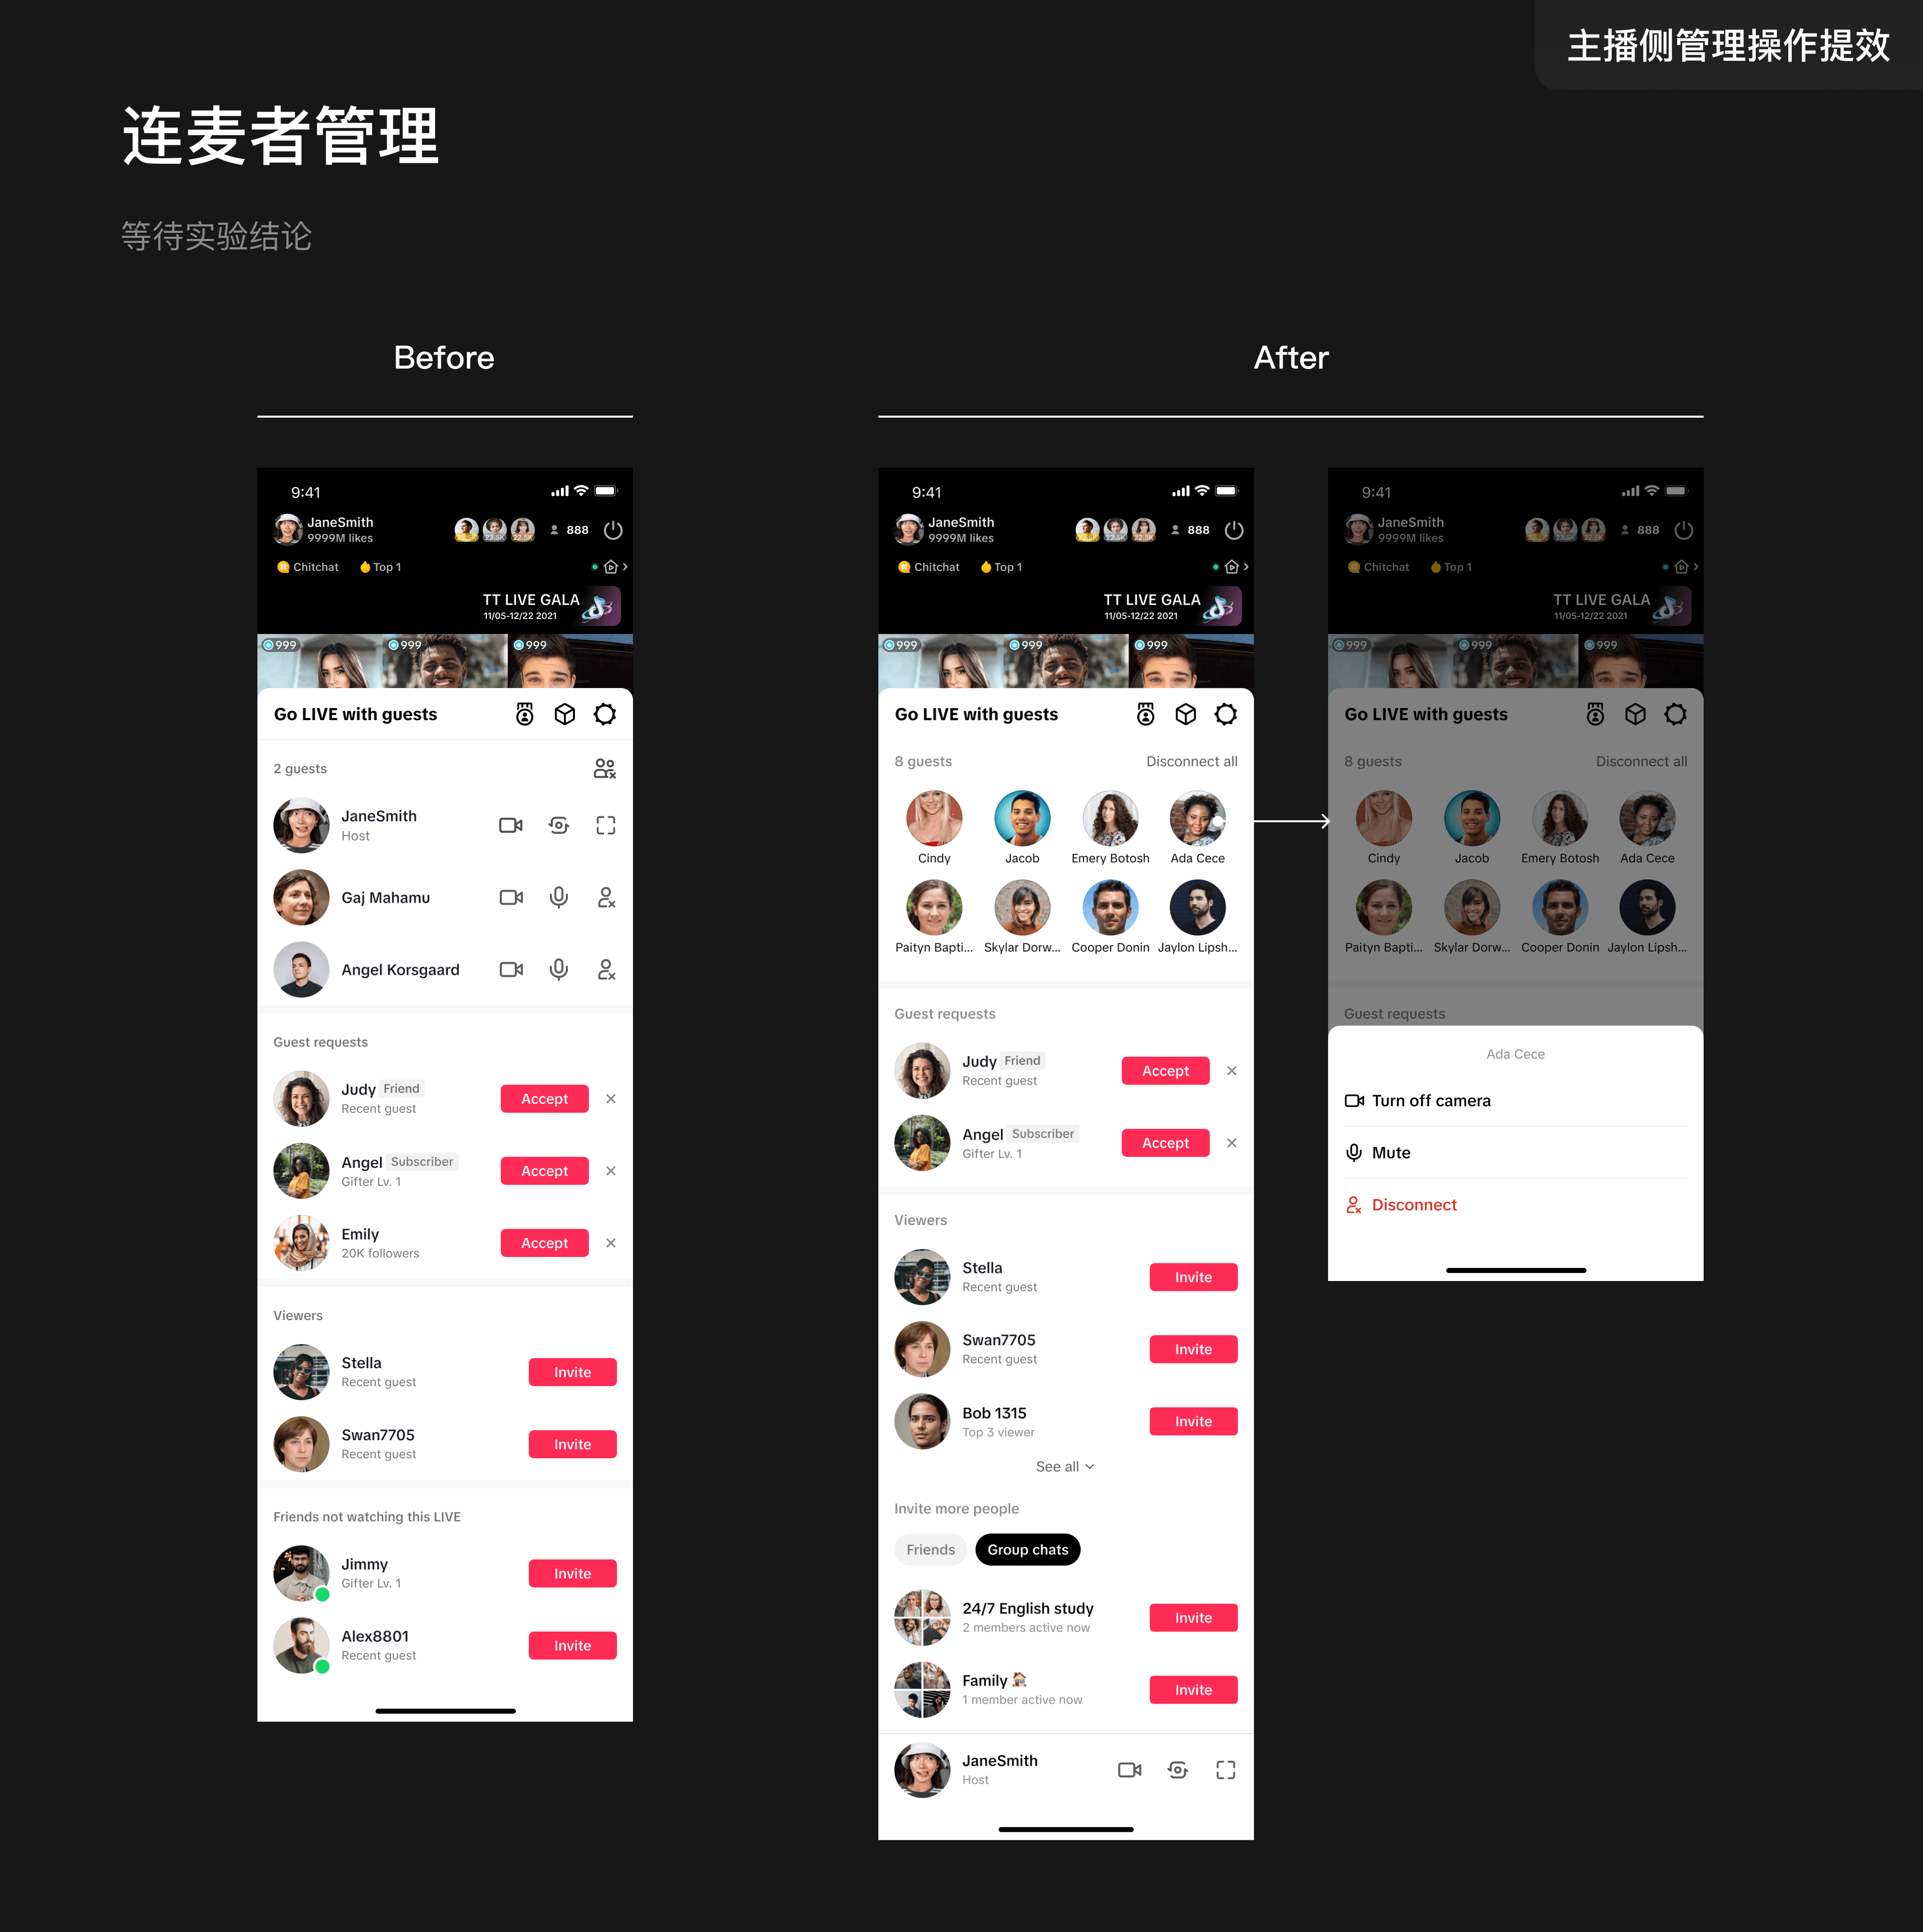 主播侧管理操作提效
连麦者管理
等待实验结论
Before
9:41
JaneSmith
9999M likes
22.5K
22.5K
888
Chitchat
Top 1
TT LIVE GALA
11/05-12/22 2021
999
999
999
Go LIVE with guests
2 guests
JaneSmith
Host
Gaj Mahamu
Angel Korsgaard
Guest requests
Judy Friend
Recent guest
Accept
Angel Subscriber
Gifter Lv. 1
Accept
Emily
20K followers
Accept
Viewers
Stella
Recent guest
Invite
Swan7705
Recent guest
Invite
Friends not watching this LIVE
Jimmy
Gifter Lv. 1
Invite
Alex8801
Recent guest
Invite
After
9:41
JaneSmith
9999M likes
22.5K
22.5K
888
Chitchat
Top 1
TT LIVE GALA
11/05-12/22 2021
999
999
999
Go LIVE with guests
8 guests
Disconnect all
Cindy
Jacob
Emery Botosh
Ada Cece
Paityn Bapti...
Skylar Dorw...
Cooper Donin
Jaylon Lipsh...
Guest requests
Judy Friend
Recent guest
Accept
Angel Subscriber
Gifter Lv. 1
Accept
Viewers
Stella
Recent guest
Invite
Swan7705
Recent guest
Invite
Bob 1315
Top 3 viewer
Invite
See all
Invite more people
Friends
Group chats
24/7 English study
2 members active now
Invite
Family 🏠
1 member active now
Invite
JaneSmith
Host
9:41
JaneSmith
9999M likes
22.5K
22.5K
888
Chitchat
Top 1
TT LIVE GALA
11/05-12/22 2021
999
999
999
Go LIVE with guests
8 guests
Disconnect all
Cindy
Jacob
Emery Botosh
Ada Cece
Paityn Bapti...
Skylar Dorw...
Cooper Donin
Jaylon Lipsh...
Guest requests
Ada Cece
Turn off camera
Mute
Disconnect